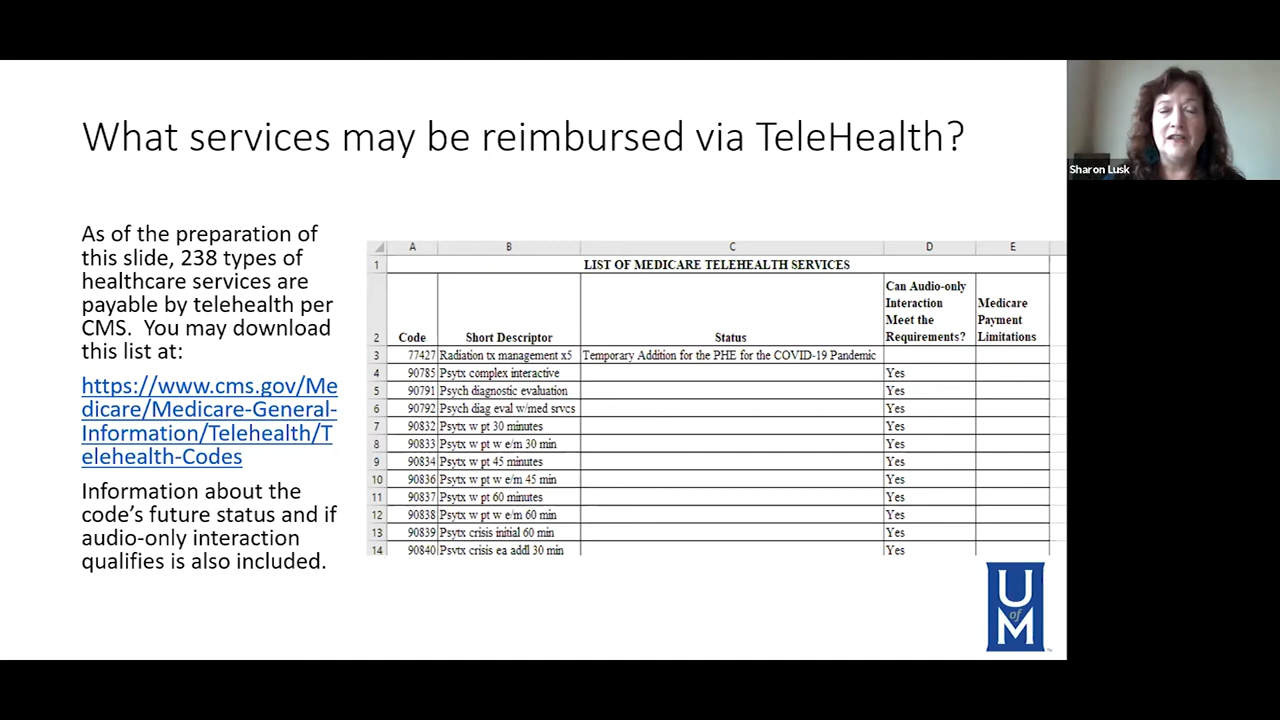 What services may be reimbursed via TeleHealth?
Sharon Lusk
As of the preparation of
this slide, 238 types of
healthcare services are
payable by telehealth per
CMS.  You may download
this list at:
https://www.cms.gov/Me
dicare/Medicare-General-
Information/Telehealth/T
elehealth-Codes
Information about the
code’s future status and if
audio-only interaction
qualifies is also included.
A B C D E
1 LIST OF MEDICARE TELEHEALTH SERVICES
Can Audio-only
Interaction Medicare
Meet the Payment
2 Code Short Descriptor Status Requirements? Limitations
3 77427 Radiation tx management x5 Temporary Addition for the PHE for the COVID-19 Pandemic
4 90785 Psytx complex interactive Yes
5 90791 Psych diagnostic evaluation Yes
6 90792 Psych diag eval w/med srvcs Yes
7 90832 Psytx w pt 30 minutes Yes
8 90833 Psytx w pt w e/m 30 min Yes
9 90834 Psytx w pt 45 minutes Yes
10 90836 Psytx w pt w e/m 45 min Yes
11 90837 Psytx w pt 60 minutes Yes
12 90838 Psytx w pt w e/m 60 min Yes
13 90839 Psytx crisis initial 60 min Yes
14 90840 Psytx crisis ea addl 30 min Yes
U
of
M